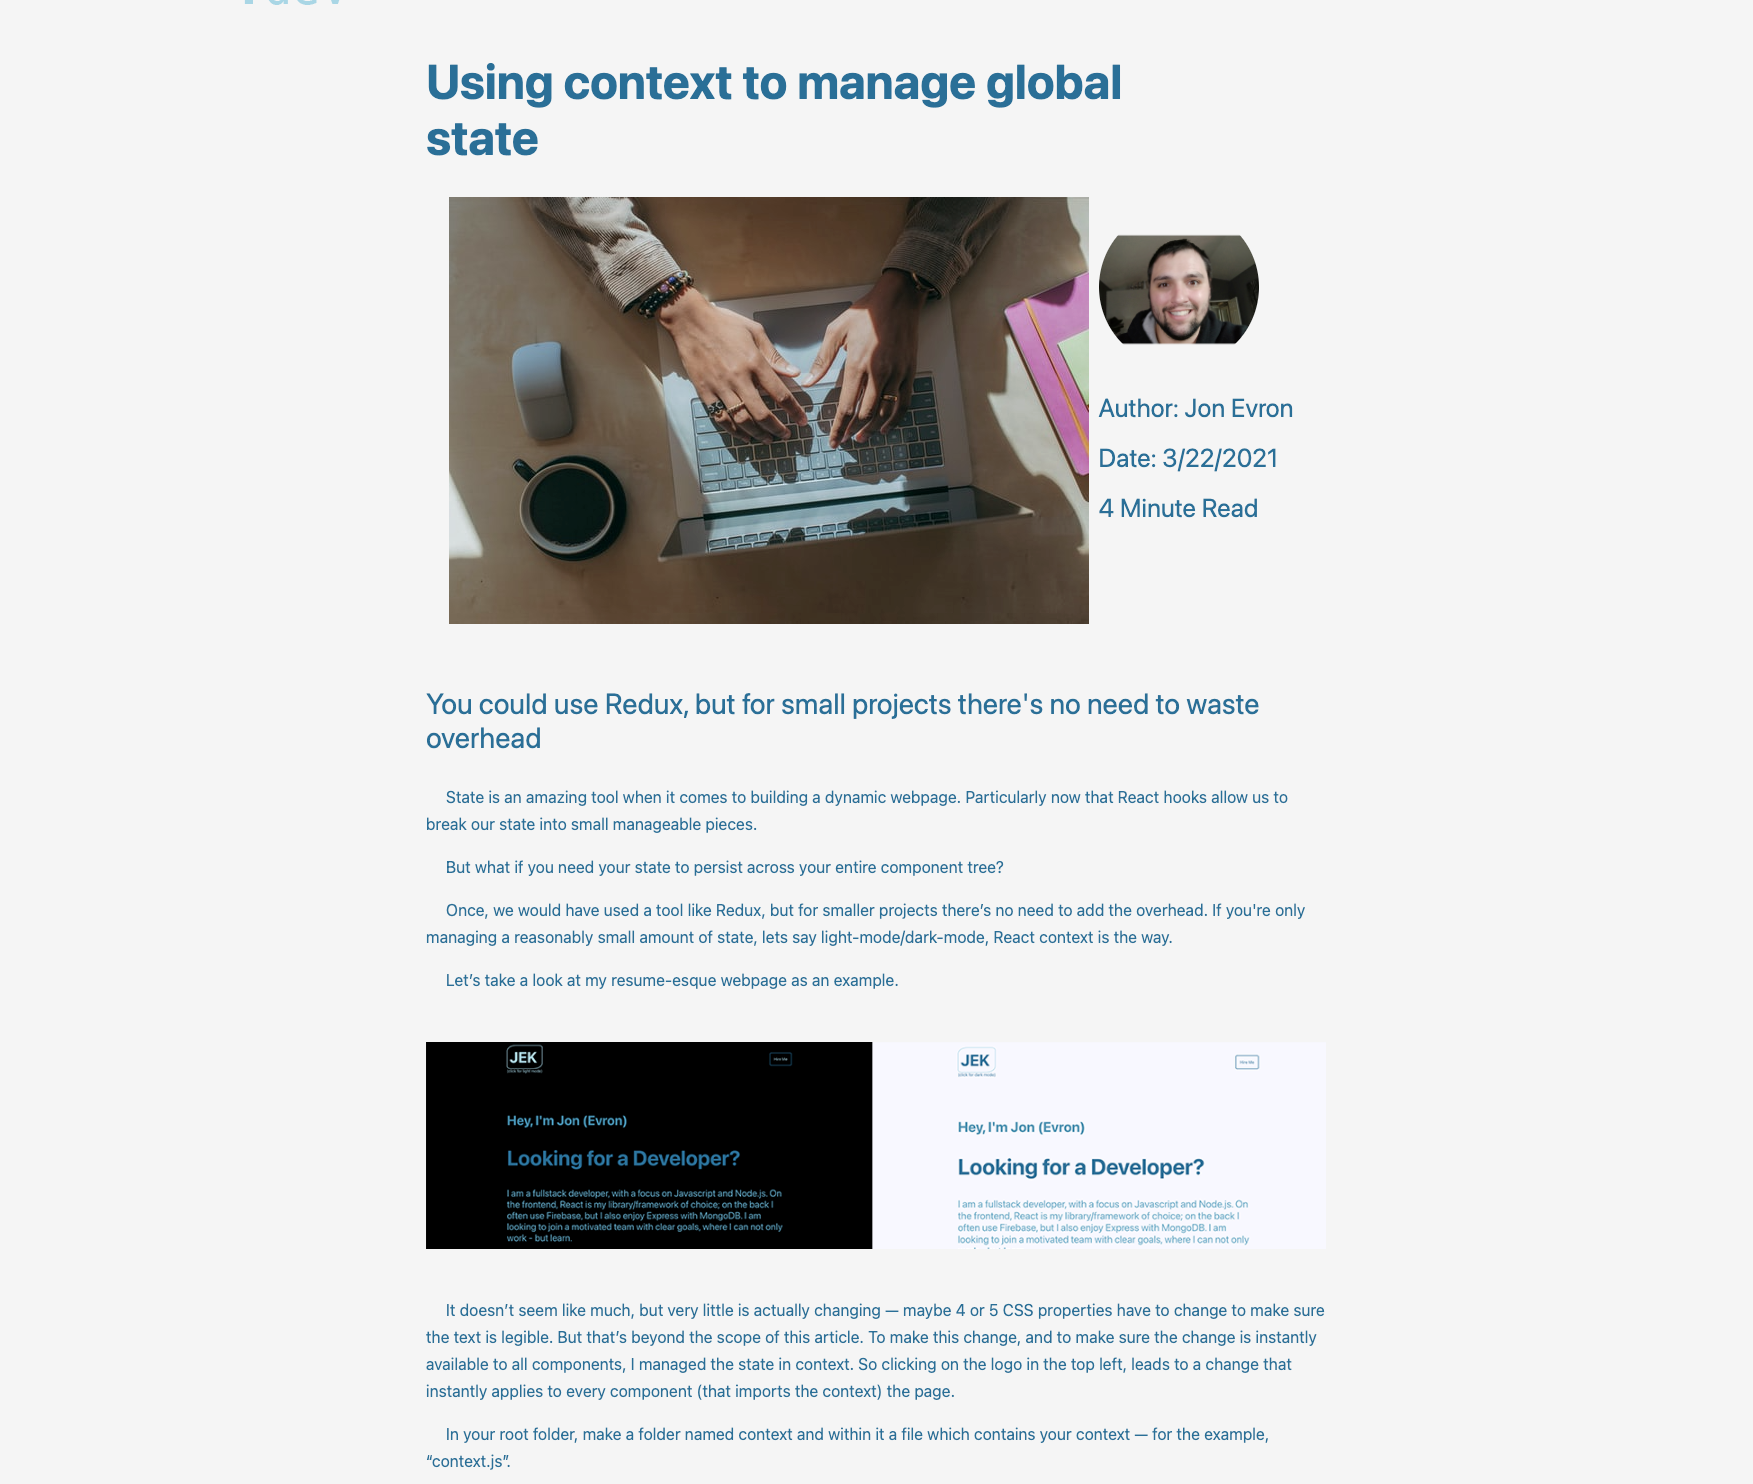 Using context to manage global
state
Author: Jon Evron
Date: 3/22/2021
4 Minute Read
You could use Redux, but for small projects there's no need to waste
overhead
State is an amazing tool when it comes to building a dynamic webpage. Particularly now that React hooks allow us to
break our state into small manageable pieces.
But what if you need your state to persist across your entire component tree?
Once, we would have used a tool like Redux, but for smaller projects there’s no need to add the overhead. If you're only
managing a reasonably small amount of state, lets say light-mode/dark-mode, React context is the way.
Let’s take a look at my resume-esque webpage as an example.
JEK
(click for light mode)
Hire Me
Hey, I'm Jon (Evron)
Looking for a Developer?
I am a fullstack developer, with a focus on Javascript and Node.js. On
the frontend, React is my library/framework of choice; on the back I
often use Firebase, but I also enjoy Express with MongoDB. I am
looking to join a motivated team with clear goals, where I can not only
work - but learn.
JEK
(click for dark mode)
Hire Me
Hey, I'm Jon (Evron)
Looking for a Developer?
I am a fullstack developer, with a focus on Javascript and Node.js. On
the frontend, React is my library/framework of choice; on the back I
often use Firebase, but I also enjoy Express with MongoDB. I am
looking to join a motivated team with clear goals, where I can not only
It doesn’t seem like much, but very little is actually changing — maybe 4 or 5 CSS properties have to change to make sure
the text is legible. But that’s beyond the scope of this article. To make this change, and to make sure the change is instantly
available to all components, I managed the state in context. So clicking on the logo in the top left, leads to a change that
instantly applies to every component (that imports the context) the page.
In your root folder, make a folder named context and within it a file which contains your context — for the example,
“context.js”.